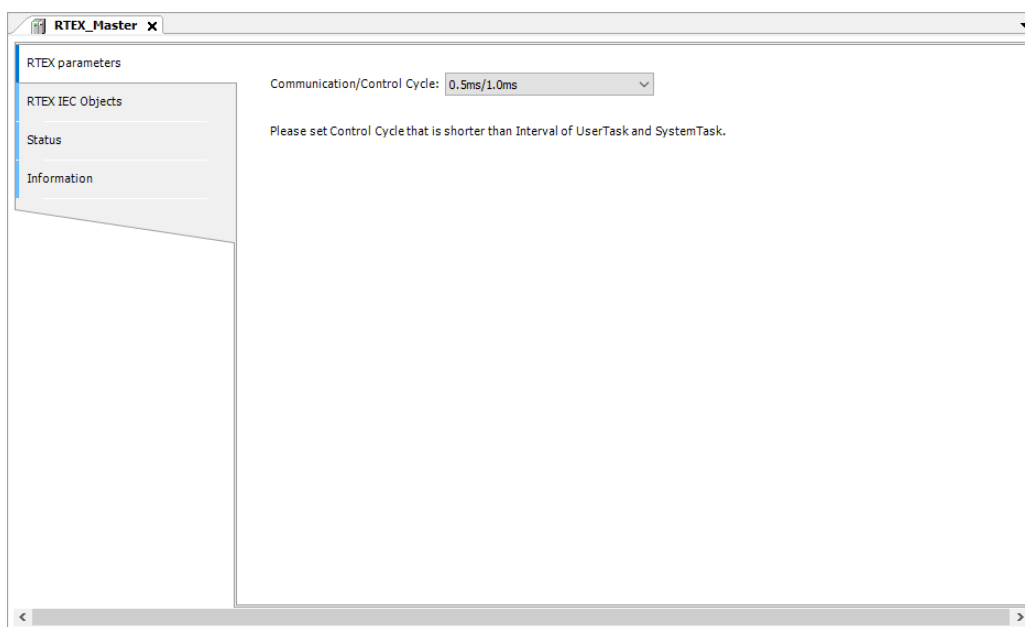 RTEX_Master
RTEX parameters
Communication/Control Cycle: 0.5ms/1.0ms
RTEX IEC Objects
Please set Control Cycle that is shorter than Interval of UserTask and SystemTask.
Status
Information